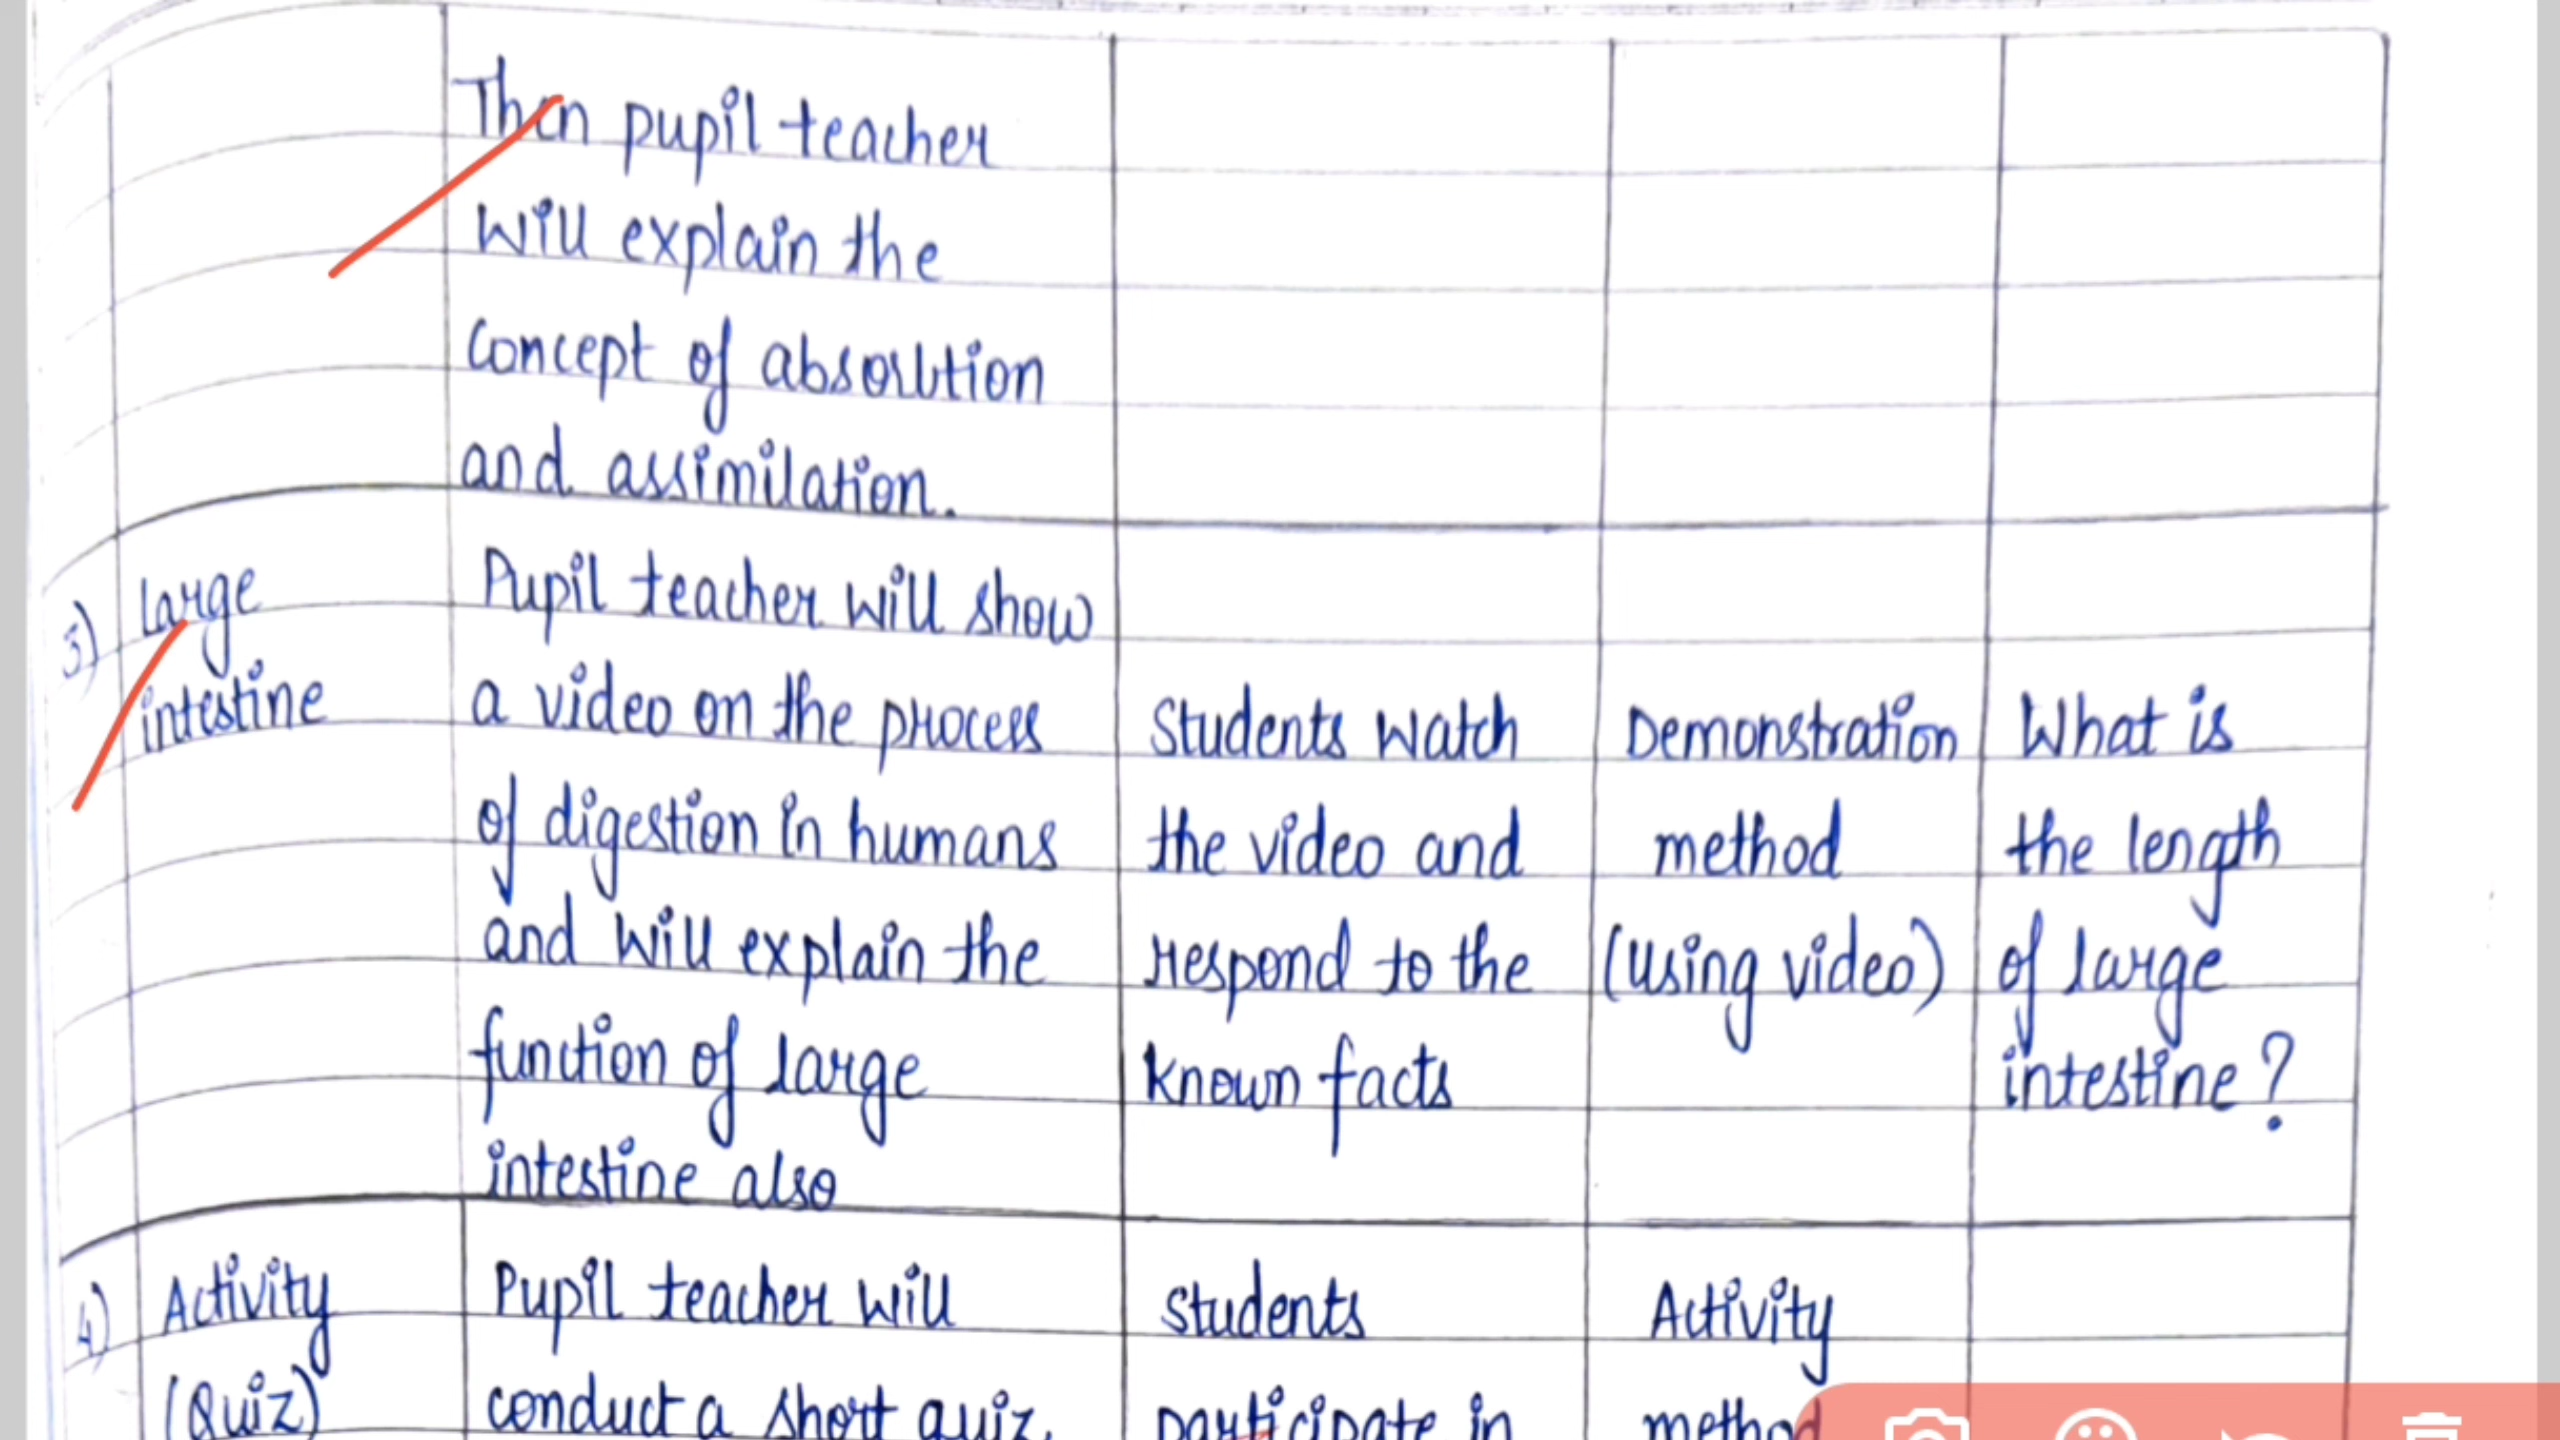 Then pupil teacher
will explain the
concept of absorbtion
and assimilation.
3) Large
intestine
Pupil teacher will show
a video on the process
of digestion in humans
and will explain the
function of large
intestine also
Students watch
the video and
respond to the
known facts
Demonstration
method
(using video)
What is
the length
of large
intestine?
4) Activity
(Quiz)
Pupil teacher will
conduct a short quiz.
students
participate in
Activity
method